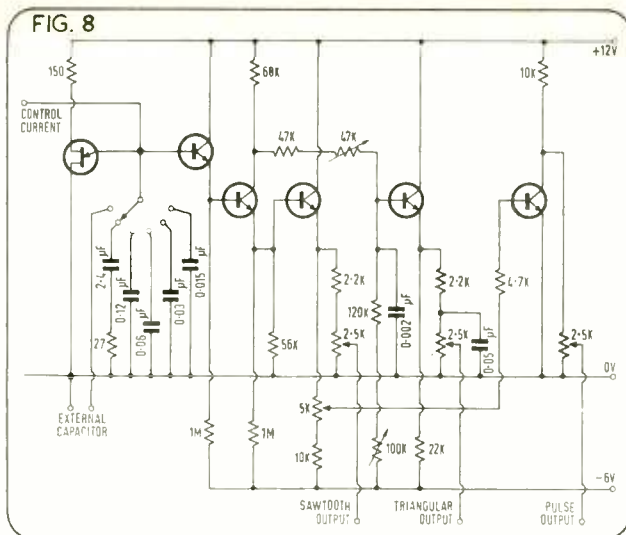 FIG. 8
+12V
150
68K
10K
CONTROL
CURRENT
47K
47K
2·4 μF
0·12 μF
0·06 μF
0·03 μF
0·015 μF
27
56K
2·2K
2·5K
120K
0·002 μF
2·2K
2·5K
0·05 μF
4·7K
2·5K
0V
EXTERNAL
CAPACITOR
1M
1M
5K
10K
100K
22K
-6V
SAWTOOTH
OUTPUT
TRIANGULAR
OUTPUT
PULSE
OUTPUT